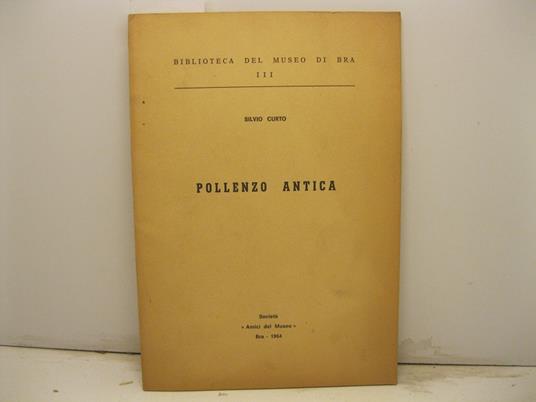 BIBLIOTECA DEL MUSEO DI BRA
III
SILVIO CURTO
POLLENZO ANTICA
Società
« Amici del Museo »
Bra - 1964